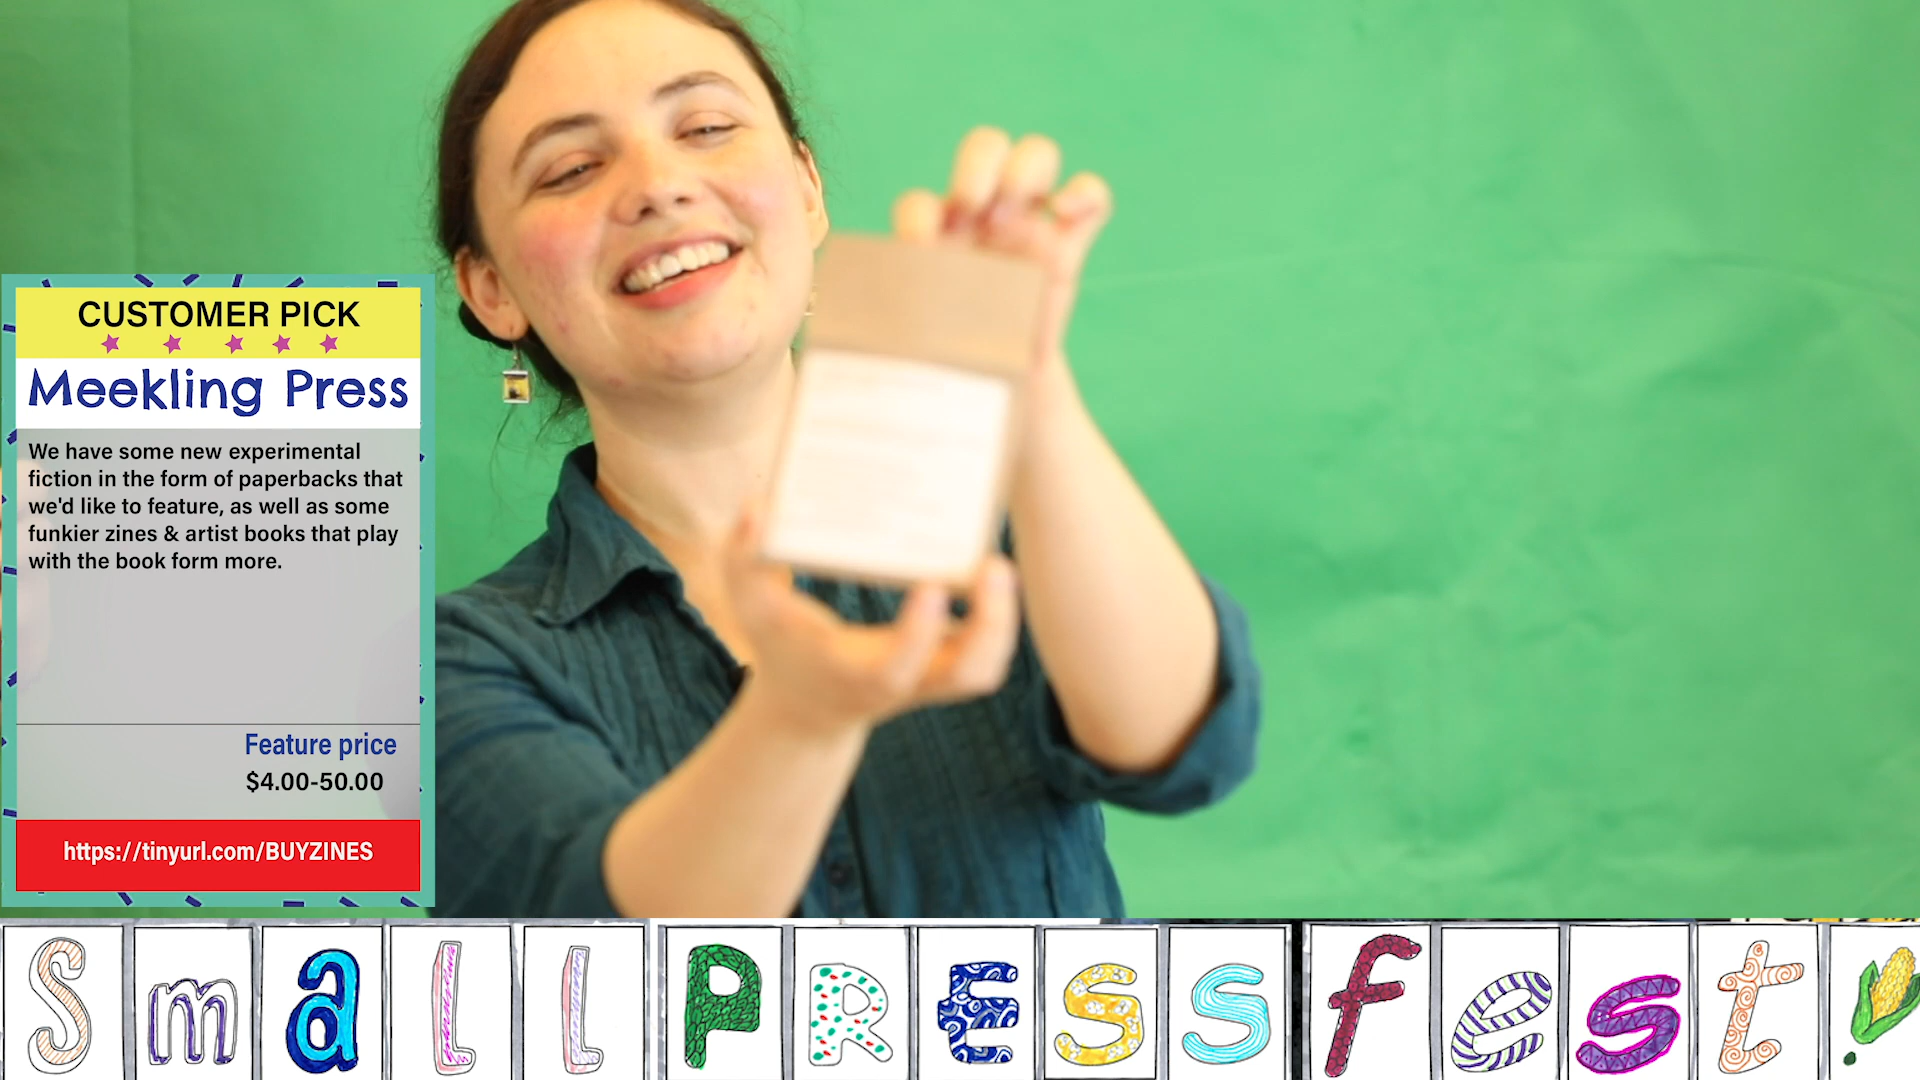 CUSTOMER PICK
Meekling Press
We have some new experimental
fiction in the form of paperbacks that
we'd like to feature, as well as some
funkier zines & artist books that play
with the book form more.
Feature price
$4.00-50.00
https://tinyurl.com/BUYZINES
Small PRESS fest